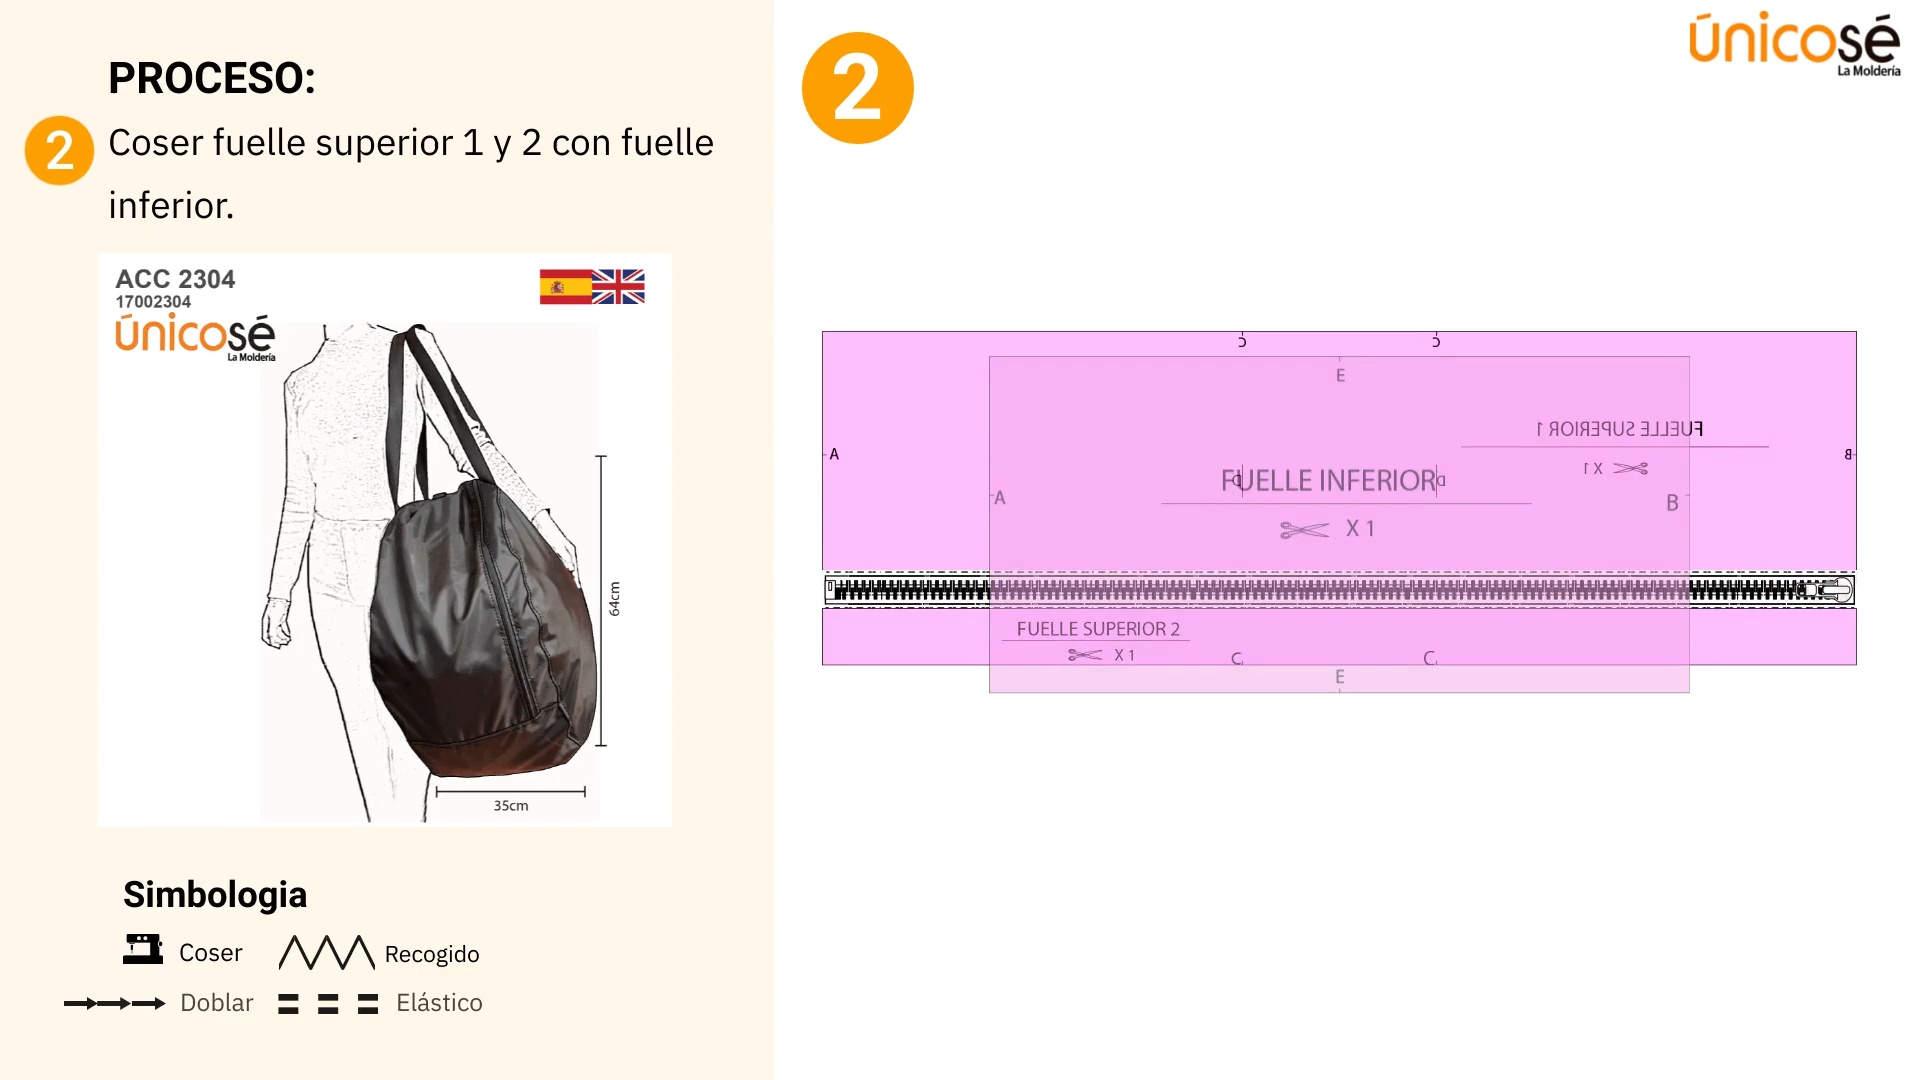 PROCESO:
2
Coser fuelle superior 1 y 2 con fuelle
inferior.
ACC 2304
17002304
únicosé
La Moldería
64cm
35cm
Simbologia
Coser
Recogido
Doblar
Elástico
2
únicosé
La Moldería
C
C
E
FUELLE SUPERIOR 1
A
B
X 1
FUELLE INFERIOR
D
D
A
B
X 1
FUELLE SUPERIOR 2
X 1
C
C
E